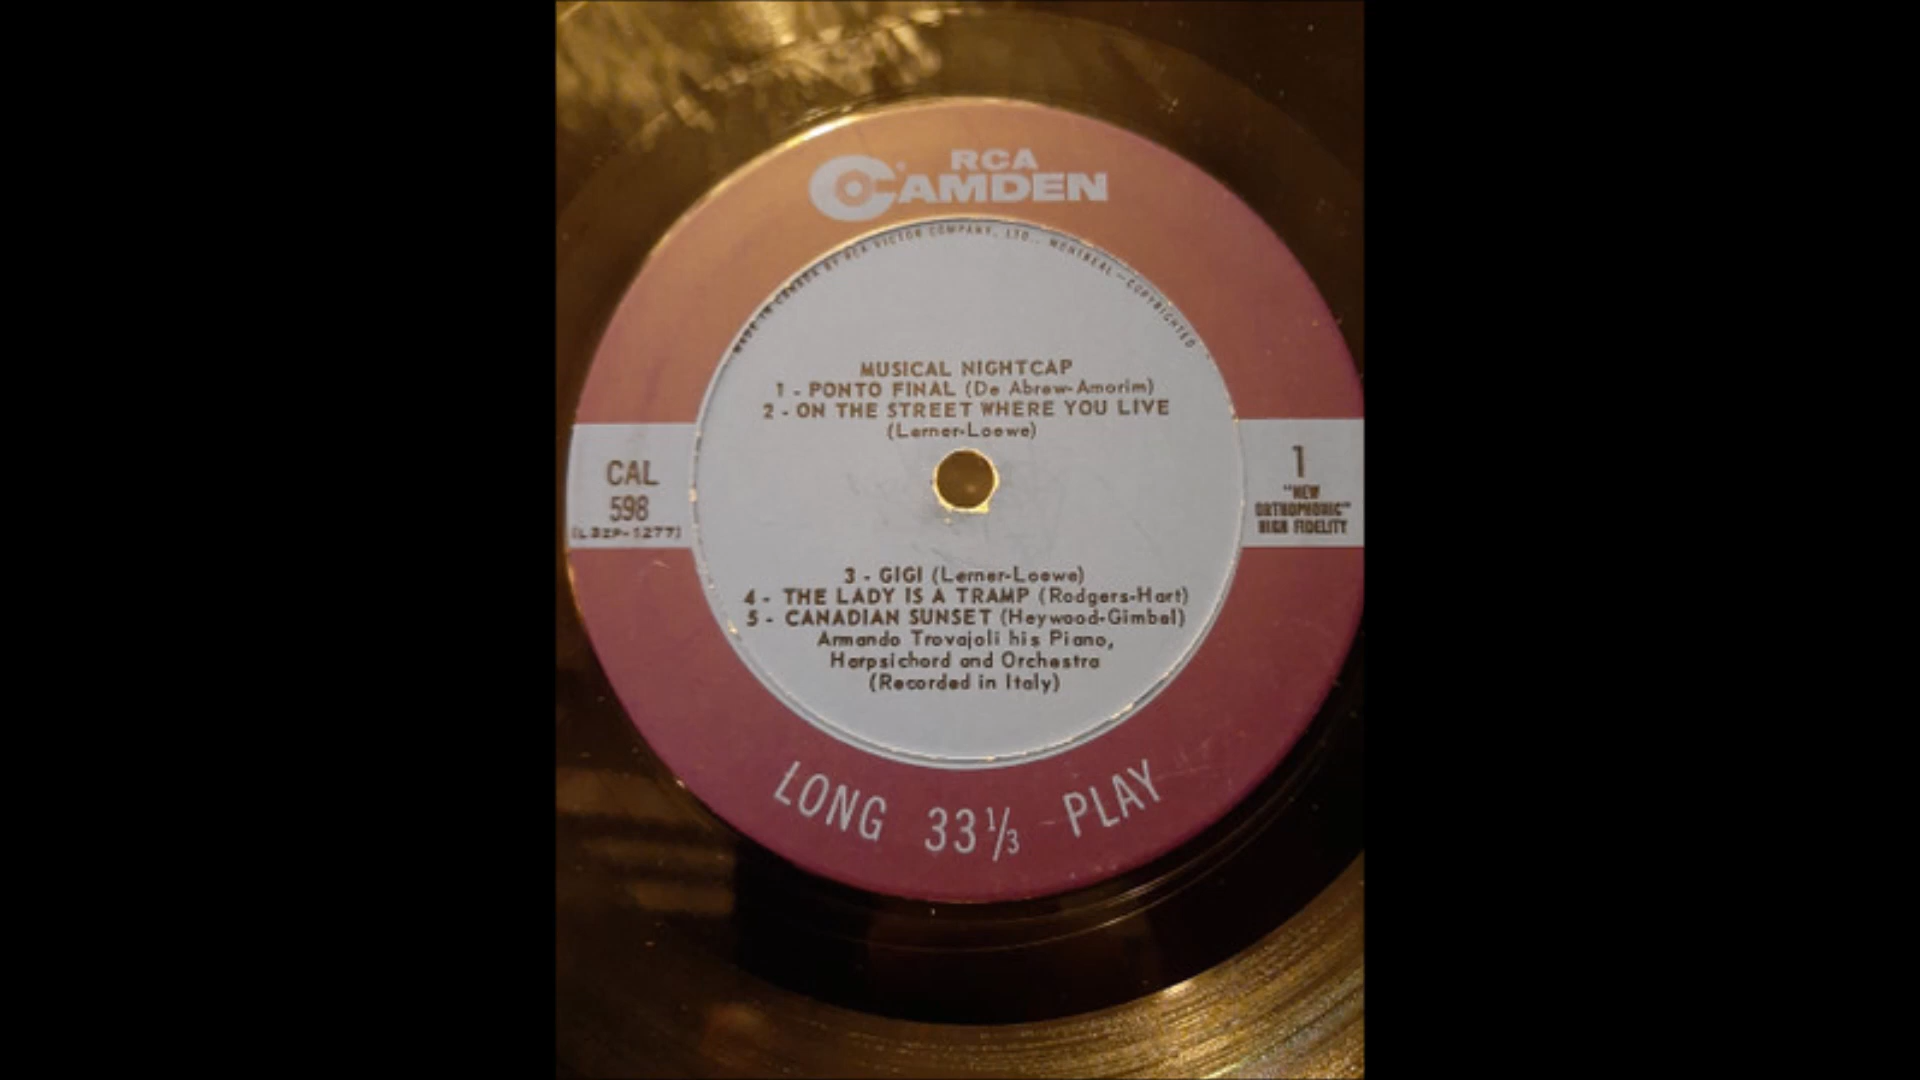 RCA
CAMDEN
MADE IN CANADA BY RCA VICTOR COMPANY, LTD., MONTREAL—COPYRIGHTED
MUSICAL NIGHTCAP
1 - PONTO FINAL (De Abrew-Amorim)
2 - ON THE STREET WHERE YOU LIVE
(Lerner-Loewe)
CAL
598
(L3ZP-1277)
1
"NEW
ORTHOPHONIC"
HIGH FIDELITY
3 - GIGI (Lerner-Loewe)
4 - THE LADY IS A TRAMP (Rodgers-Hart)
5 - CANADIAN SUNSET (Heywood-Gimbel)
Armando Trovajoli his Piano,
Harpsichord and Orchestra
(Recorded in Italy)
LONG 33⅓ PLAY